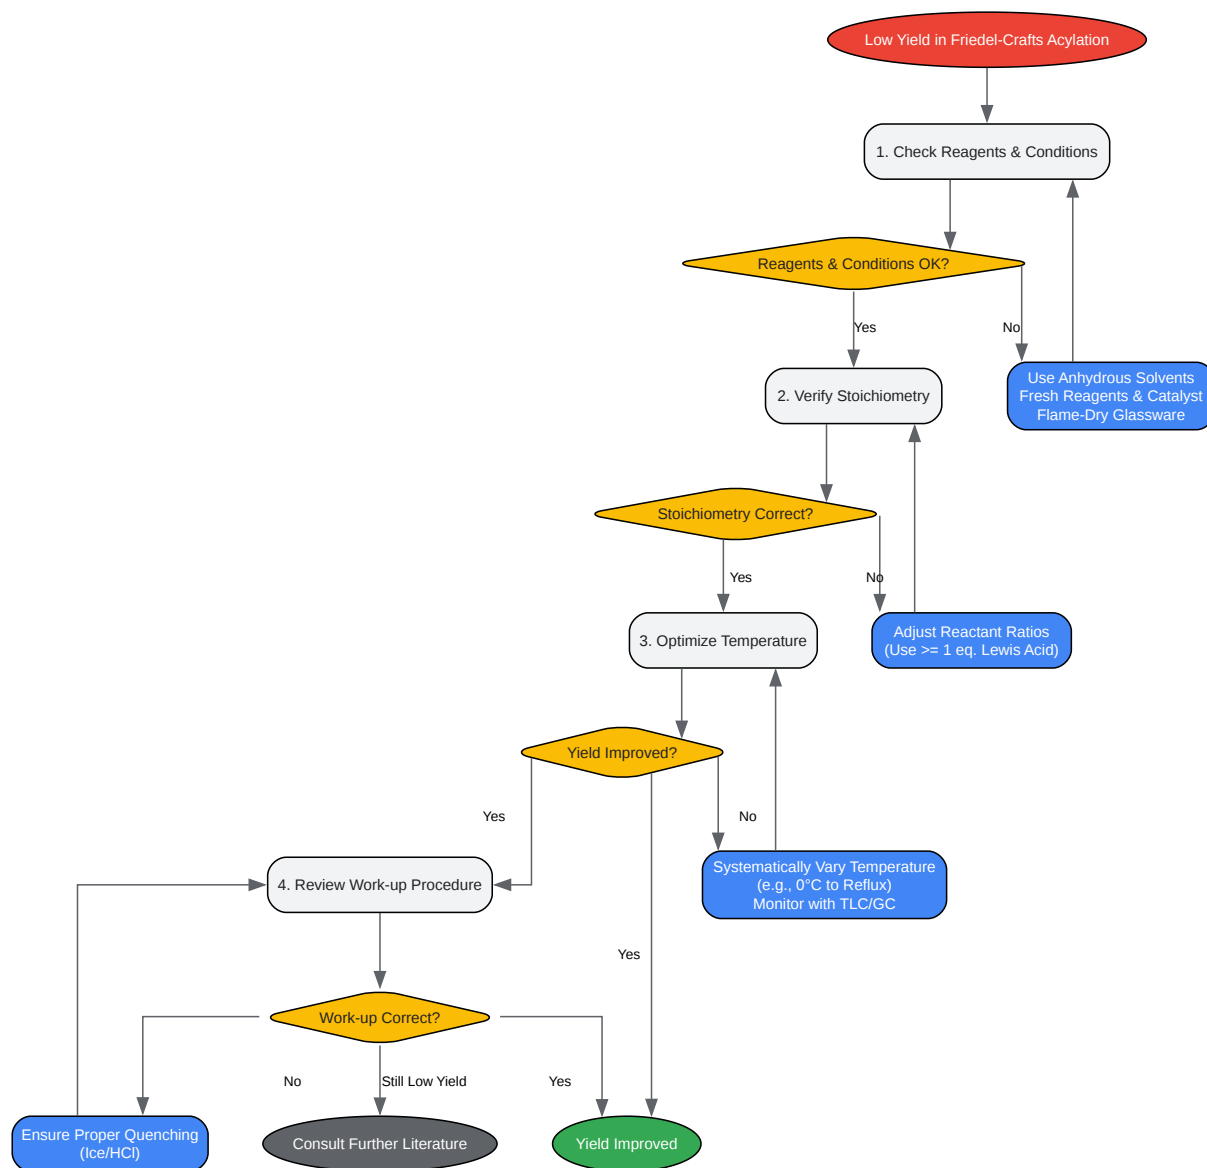 Low Yield in Friedel-Crafts Acylation
1. Check Reagents & Conditions
Reagents & Conditions OK?
Yes
No
Use Anhydrous Solvents
Fresh Reagents & Catalyst
Flame-Dry Glassware
2. Verify Stoichiometry
Stoichiometry Correct?
Yes
No
Adjust Reactant Ratios
(Use >= 1 eq. Lewis Acid)
3. Optimize Temperature
Yield Improved?
Yes
No
Systematically Vary Temperature
(e.g., 0°C to Reflux)
Monitor with TLC/GC
4. Review Work-up Procedure
Yes
Work-up Correct?
No
Still Low Yield
Yes
Ensure Proper Quenching
(Ice/HCl)
Consult Further Literature
Yield Improved